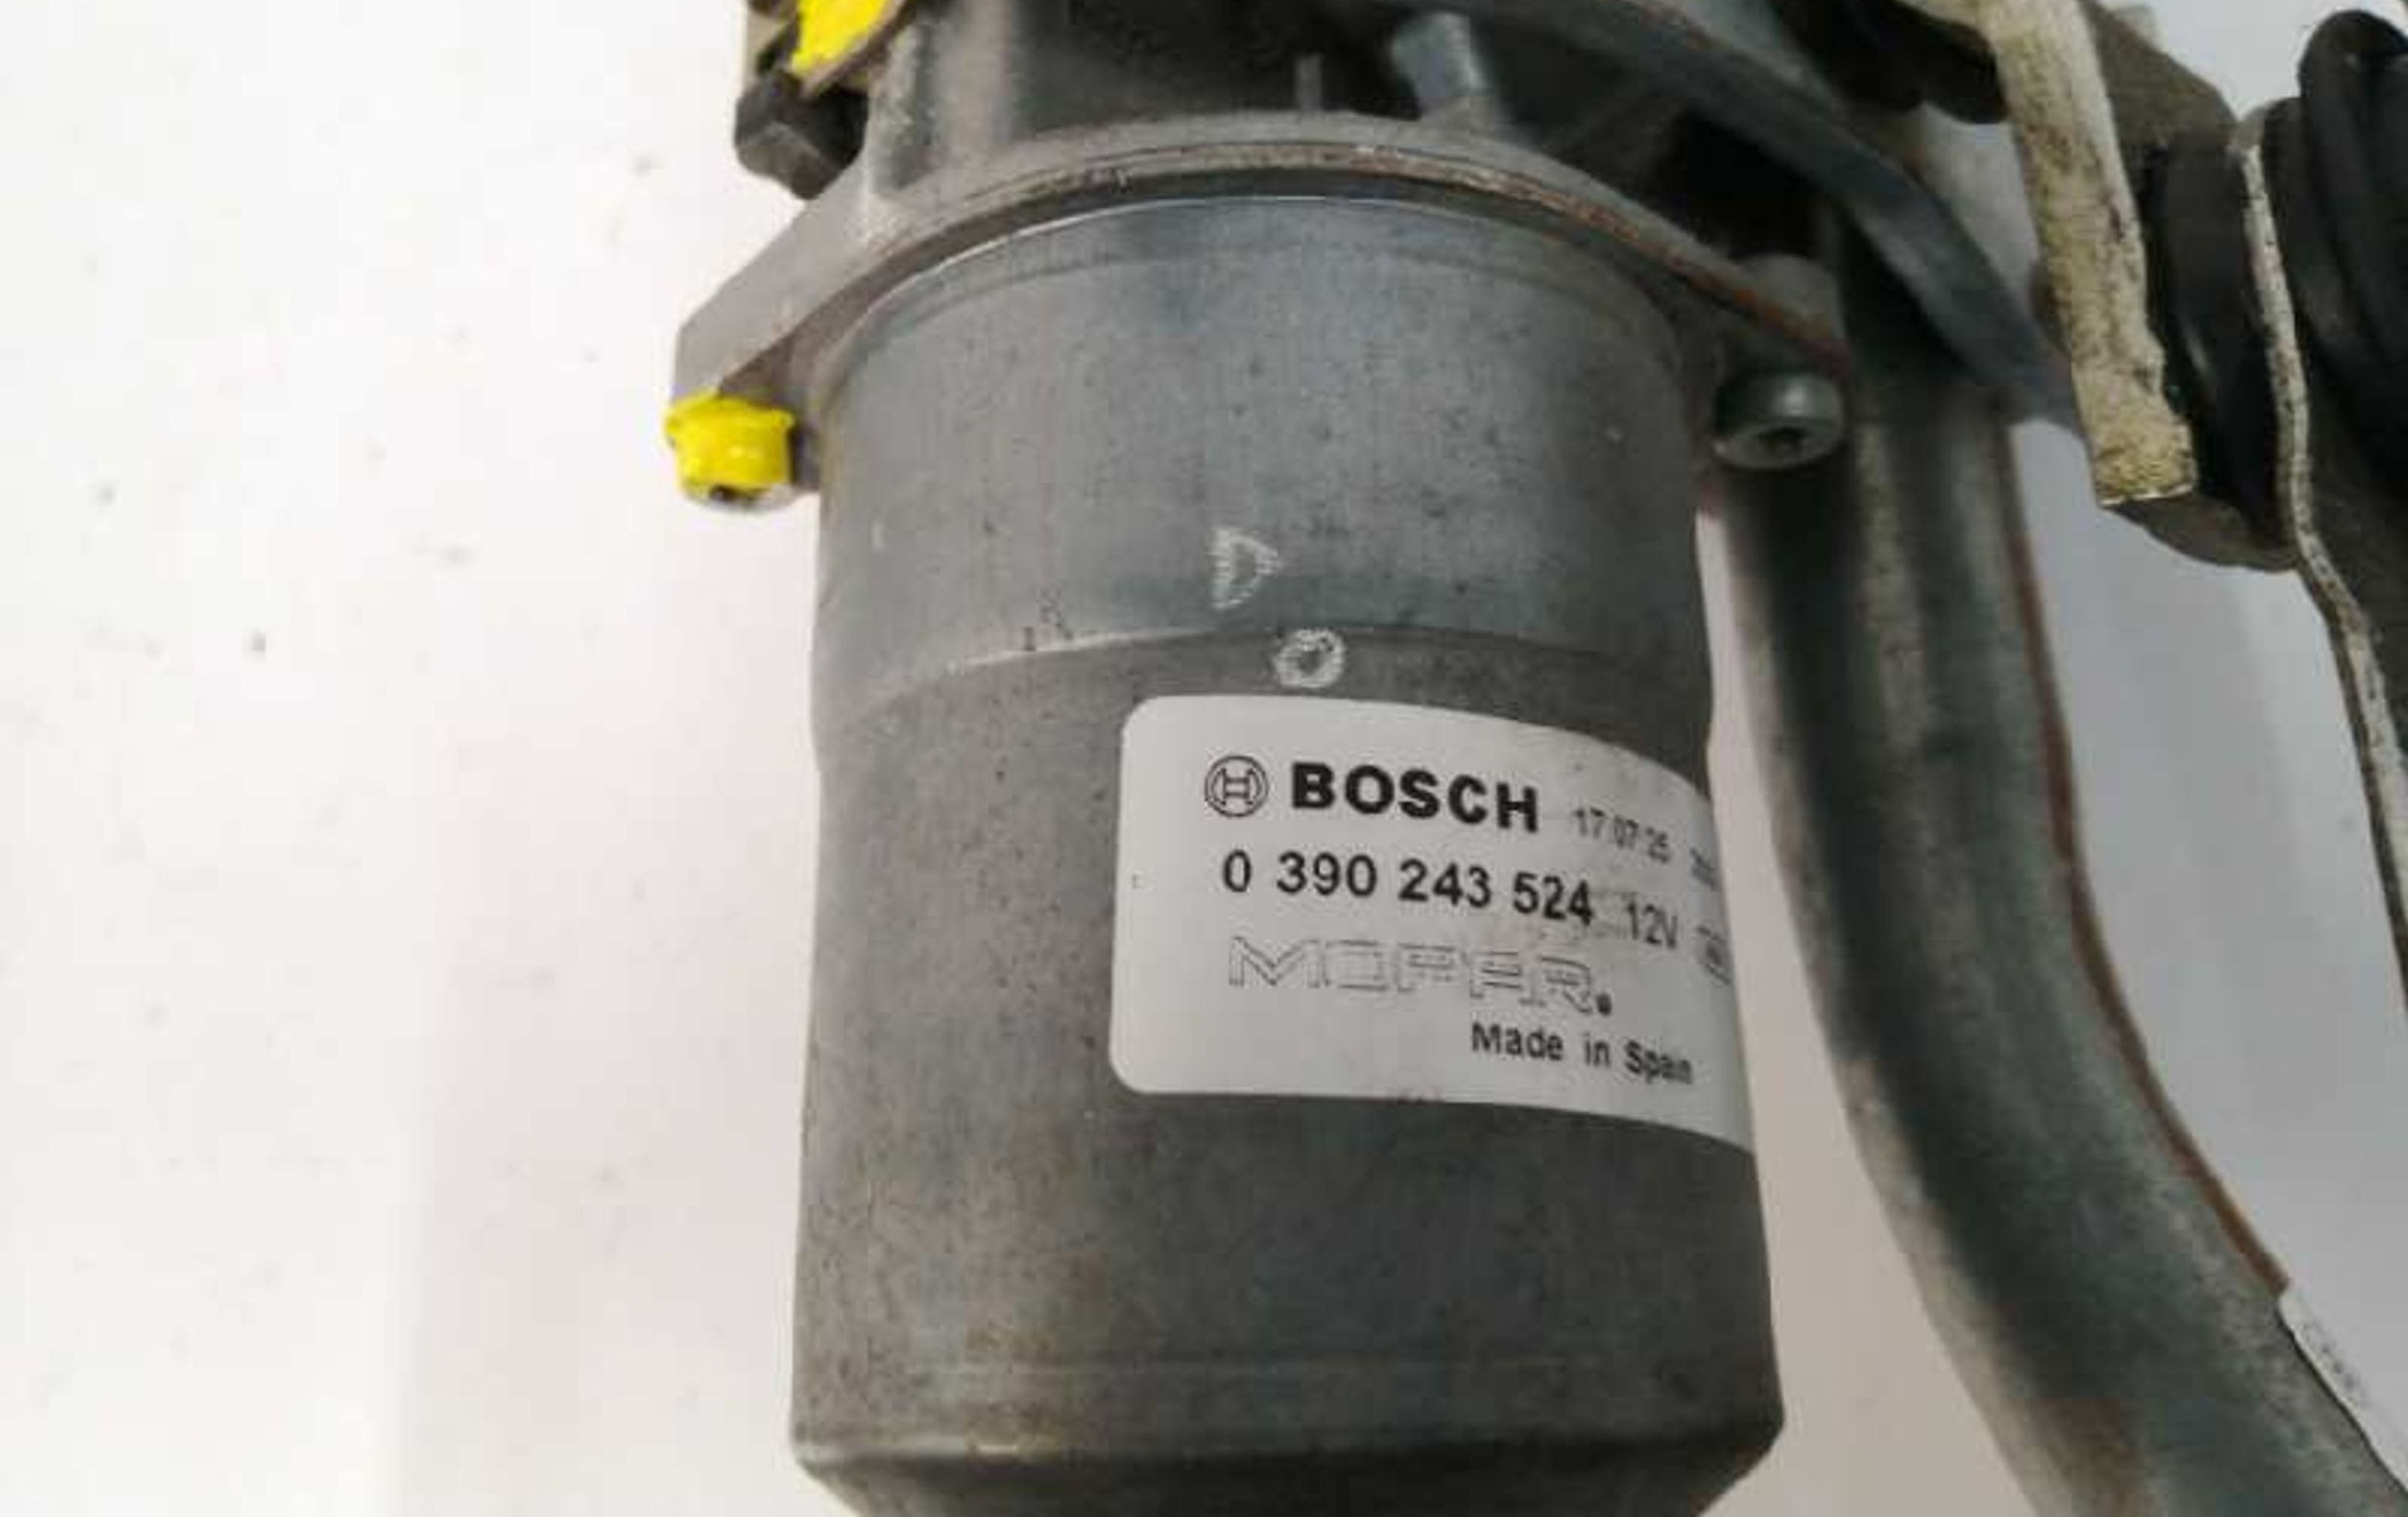 D
BOSCH 17 07 25
0 390 243 524 12V
MOPAR.
Made in Spain